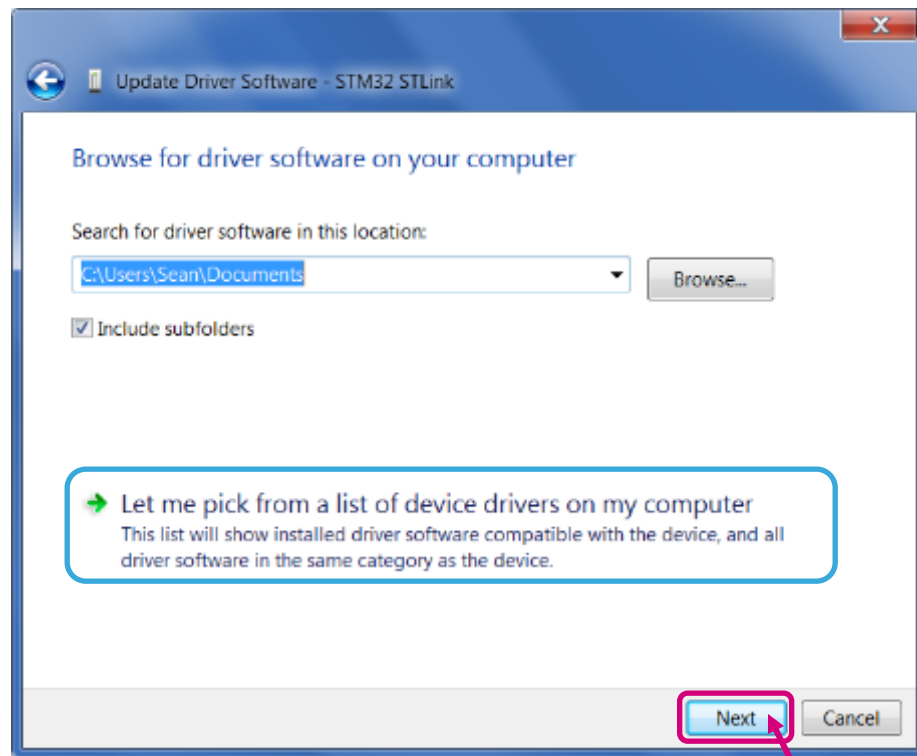 Update Driver Software - STM32 STLink
Browse for driver software on your computer
Search for driver software in this location:
C:\Users\Sean\Documents
Browse...
Include subfolders
Let me pick from a list of device drivers on my computer
This list will show installed driver software compatible with the device, and all
driver software in the same category as the device.
Next
Cancel